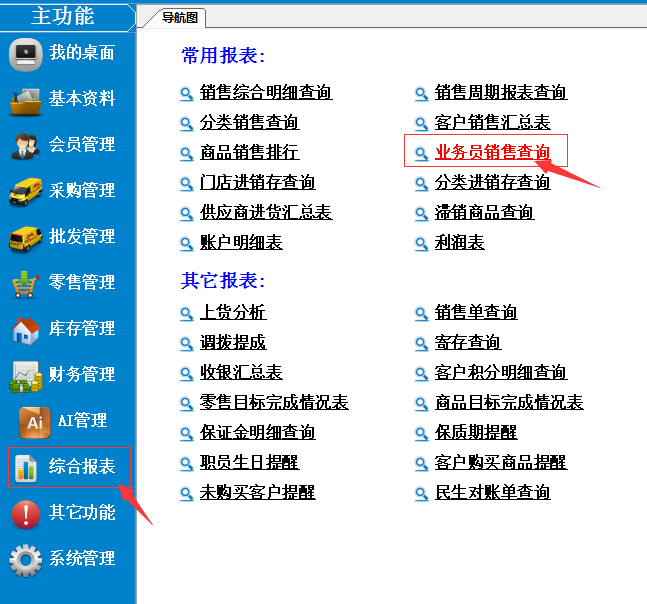 主功能
我的桌面
基本资料
会员管理
采购管理
批发管理
零售管理
库存管理
财务管理
Ai AI管理
综合报表
其它功能
系统管理
导航图
常用报表:
销售综合明细查询 销售周期报表查询
分类销售查询 客户销售汇总表
商品销售排行 业务员销售查询
门店进销存查询 分类进销存查询
供应商进货汇总表 滞销商品查询
账户明细表 利润表
其它报表:
上货分析 销售单查询
调拨提成 寄存查询
收银汇总表 客户积分明细查询
零售目标完成情况表 商品目标完成情况表
保证金明细查询 保质期提醒
职员生日提醒 客户购买商品提醒
未购买客户提醒 民生对账单查询